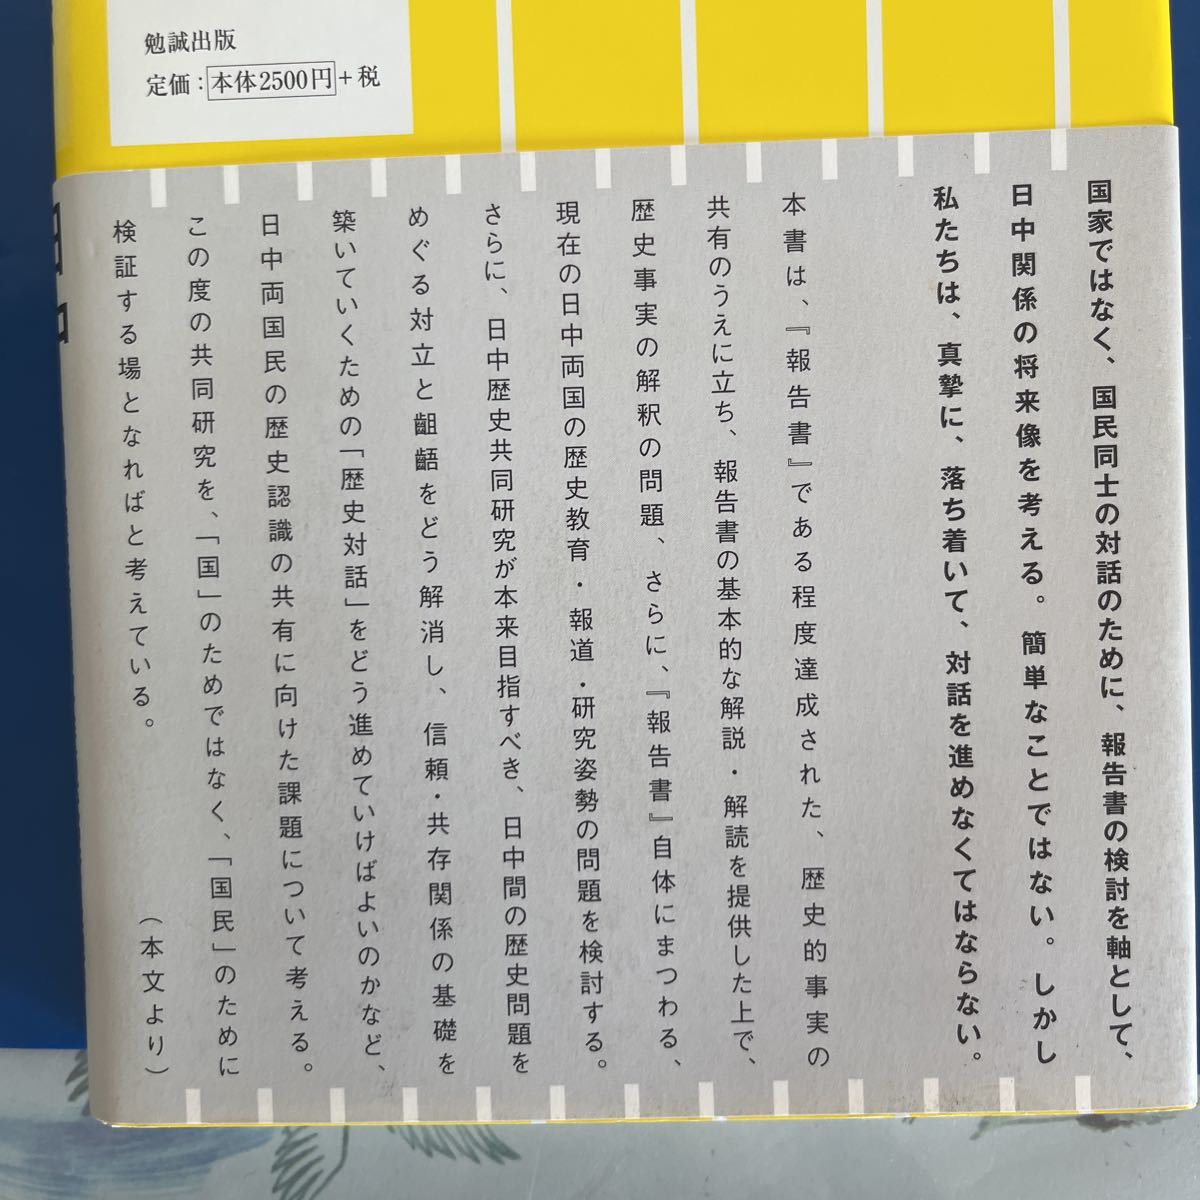 勉誠出版
定価：本体2500円＋税
国家ではなく、国民同士の対話のために、報告書の検討を軸として、
日中関係の将来像を考える。簡単なことではない。しかし
私たちは、真摯に、落ち着いて、対話を進めなくてはならない。
本書は、『報告書』である程度達成された、歴史的事実の
共有のうえに立ち、報告書の基本的な解説・解読を提供した上で、
歴史事実の解釈の問題、さらに、『報告書』自体にまつわる、
現在の日中両国の歴史教育・報道・研究姿勢の問題を検討する。
さらに、日中歴史共同研究が本来目指すべき、日中間の歴史問題を
めぐる対立と齟齬をどう解消し、信頼・共存関係の基礎を
築いていくための「歴史対話」をどう進めていけばよいのかなど、
日中両国民の歴史認識の共有に向けた課題について考える。
この度の共同研究を、「国」のためではなく、「国民」のために
検証する場となればと考えている。
（本文より）
日中